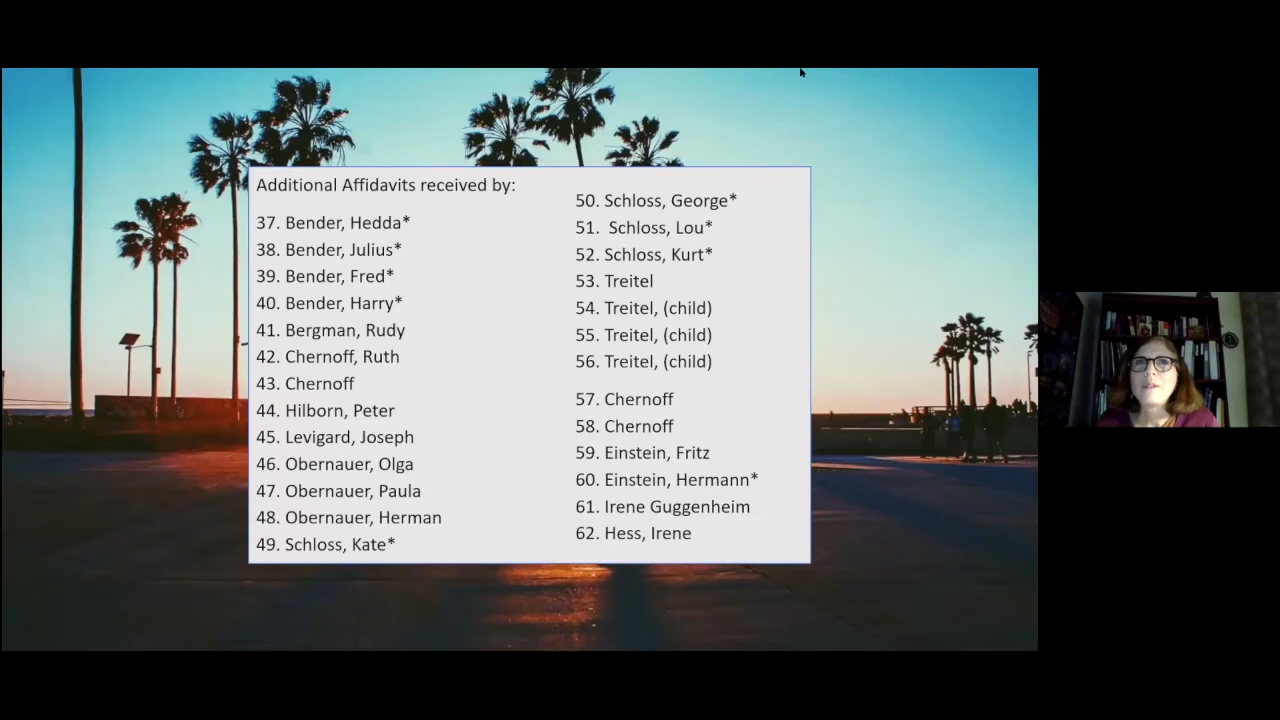 Additional Affidavits received by:
37. Bender, Hedda*
38. Bender, Julius*
39. Bender, Fred*
40. Bender, Harry*
41. Bergman, Rudy
42. Chernoff, Ruth
43. Chernoff
44. Hilborn, Peter
45. Levigard, Joseph
46. Obernauer, Olga
47. Obernauer, Paula
48. Obernauer, Herman
49. Schloss, Kate*
50. Schloss, George*
51. Schloss, Lou*
52. Schloss, Kurt*
53. Treitel
54. Treitel, (child)
55. Treitel, (child)
56. Treitel, (child)
57. Chernoff
58. Chernoff
59. Einstein, Fritz
60. Einstein, Hermann*
61. Irene Guggenheim
62. Hess, Irene